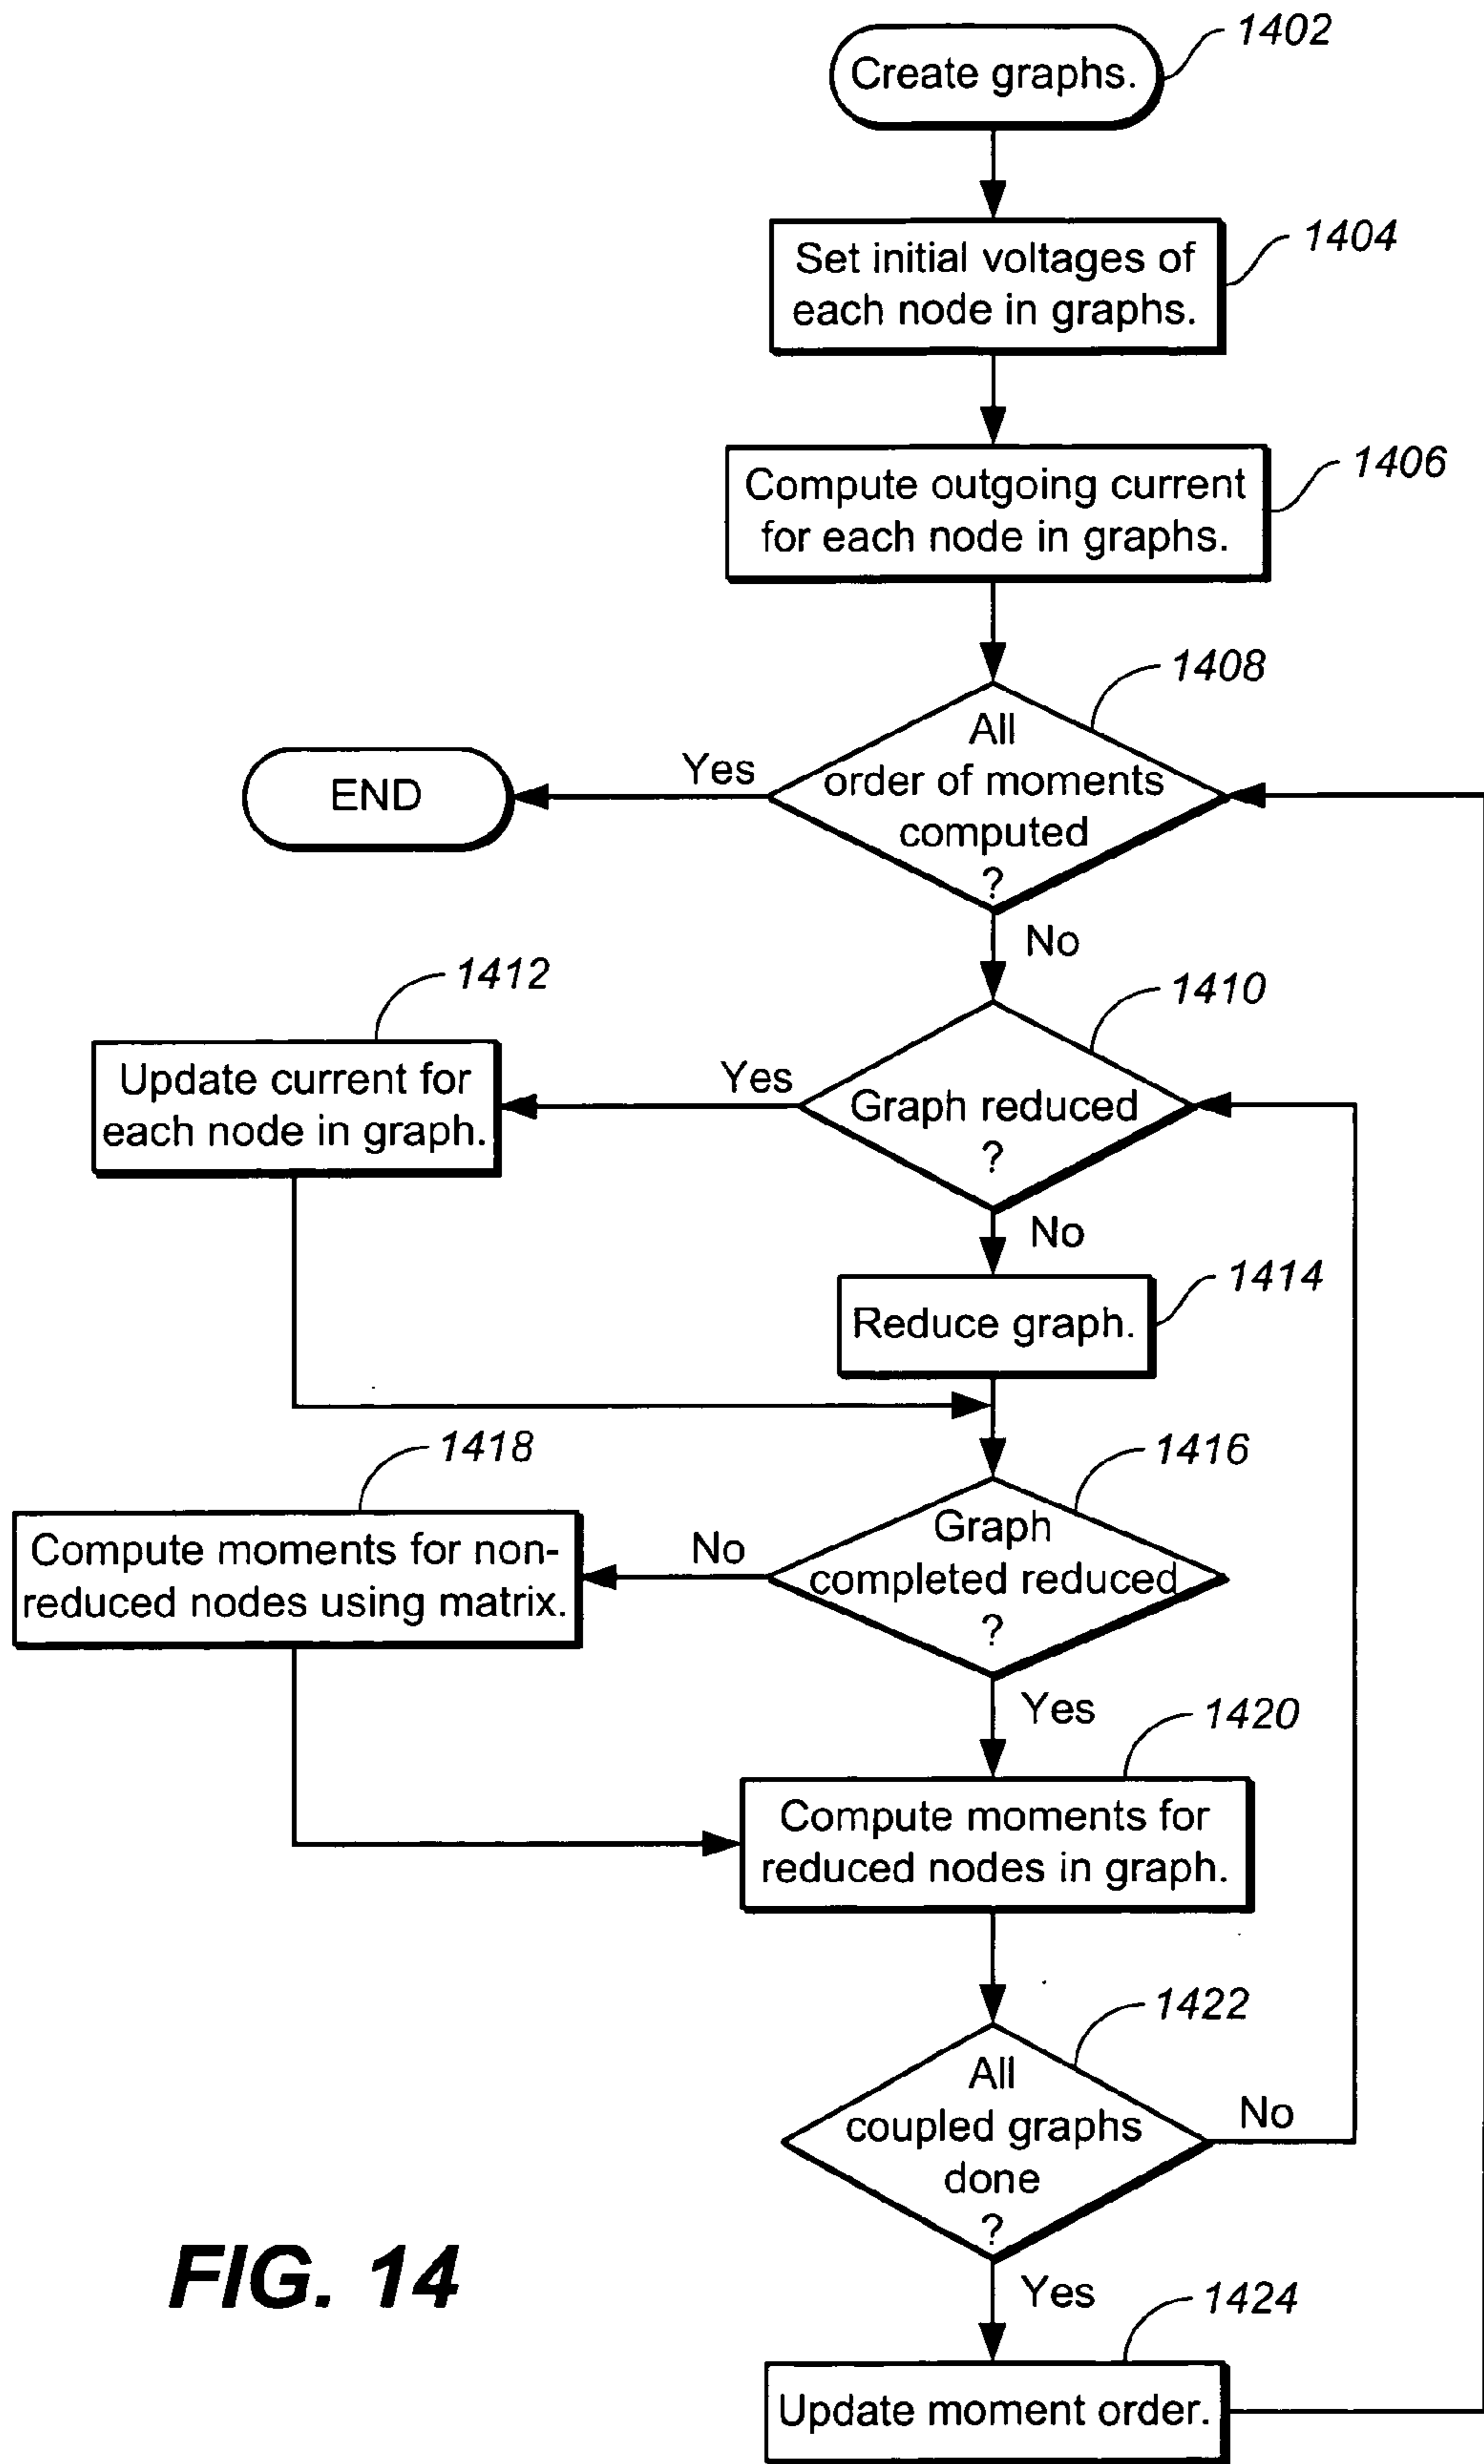 1402
Create graphs.
1404
Set initial voltages of
each node in graphs.
1406
Compute outgoing current
for each node in graphs.
1408
All
order of moments
computed
?
Yes
END
No
1410
1412
Graph reduced
?
Yes
Update current for
each node in graph.
No
1414
Reduce graph.
1416
1418
Graph
completed reduced
?
No
Compute moments for non-
reduced nodes using matrix.
Yes
1420
Compute moments for
reduced nodes in graph.
1422
All
coupled graphs
done
?
No
Yes
1424
Update moment order.
FIG. 14